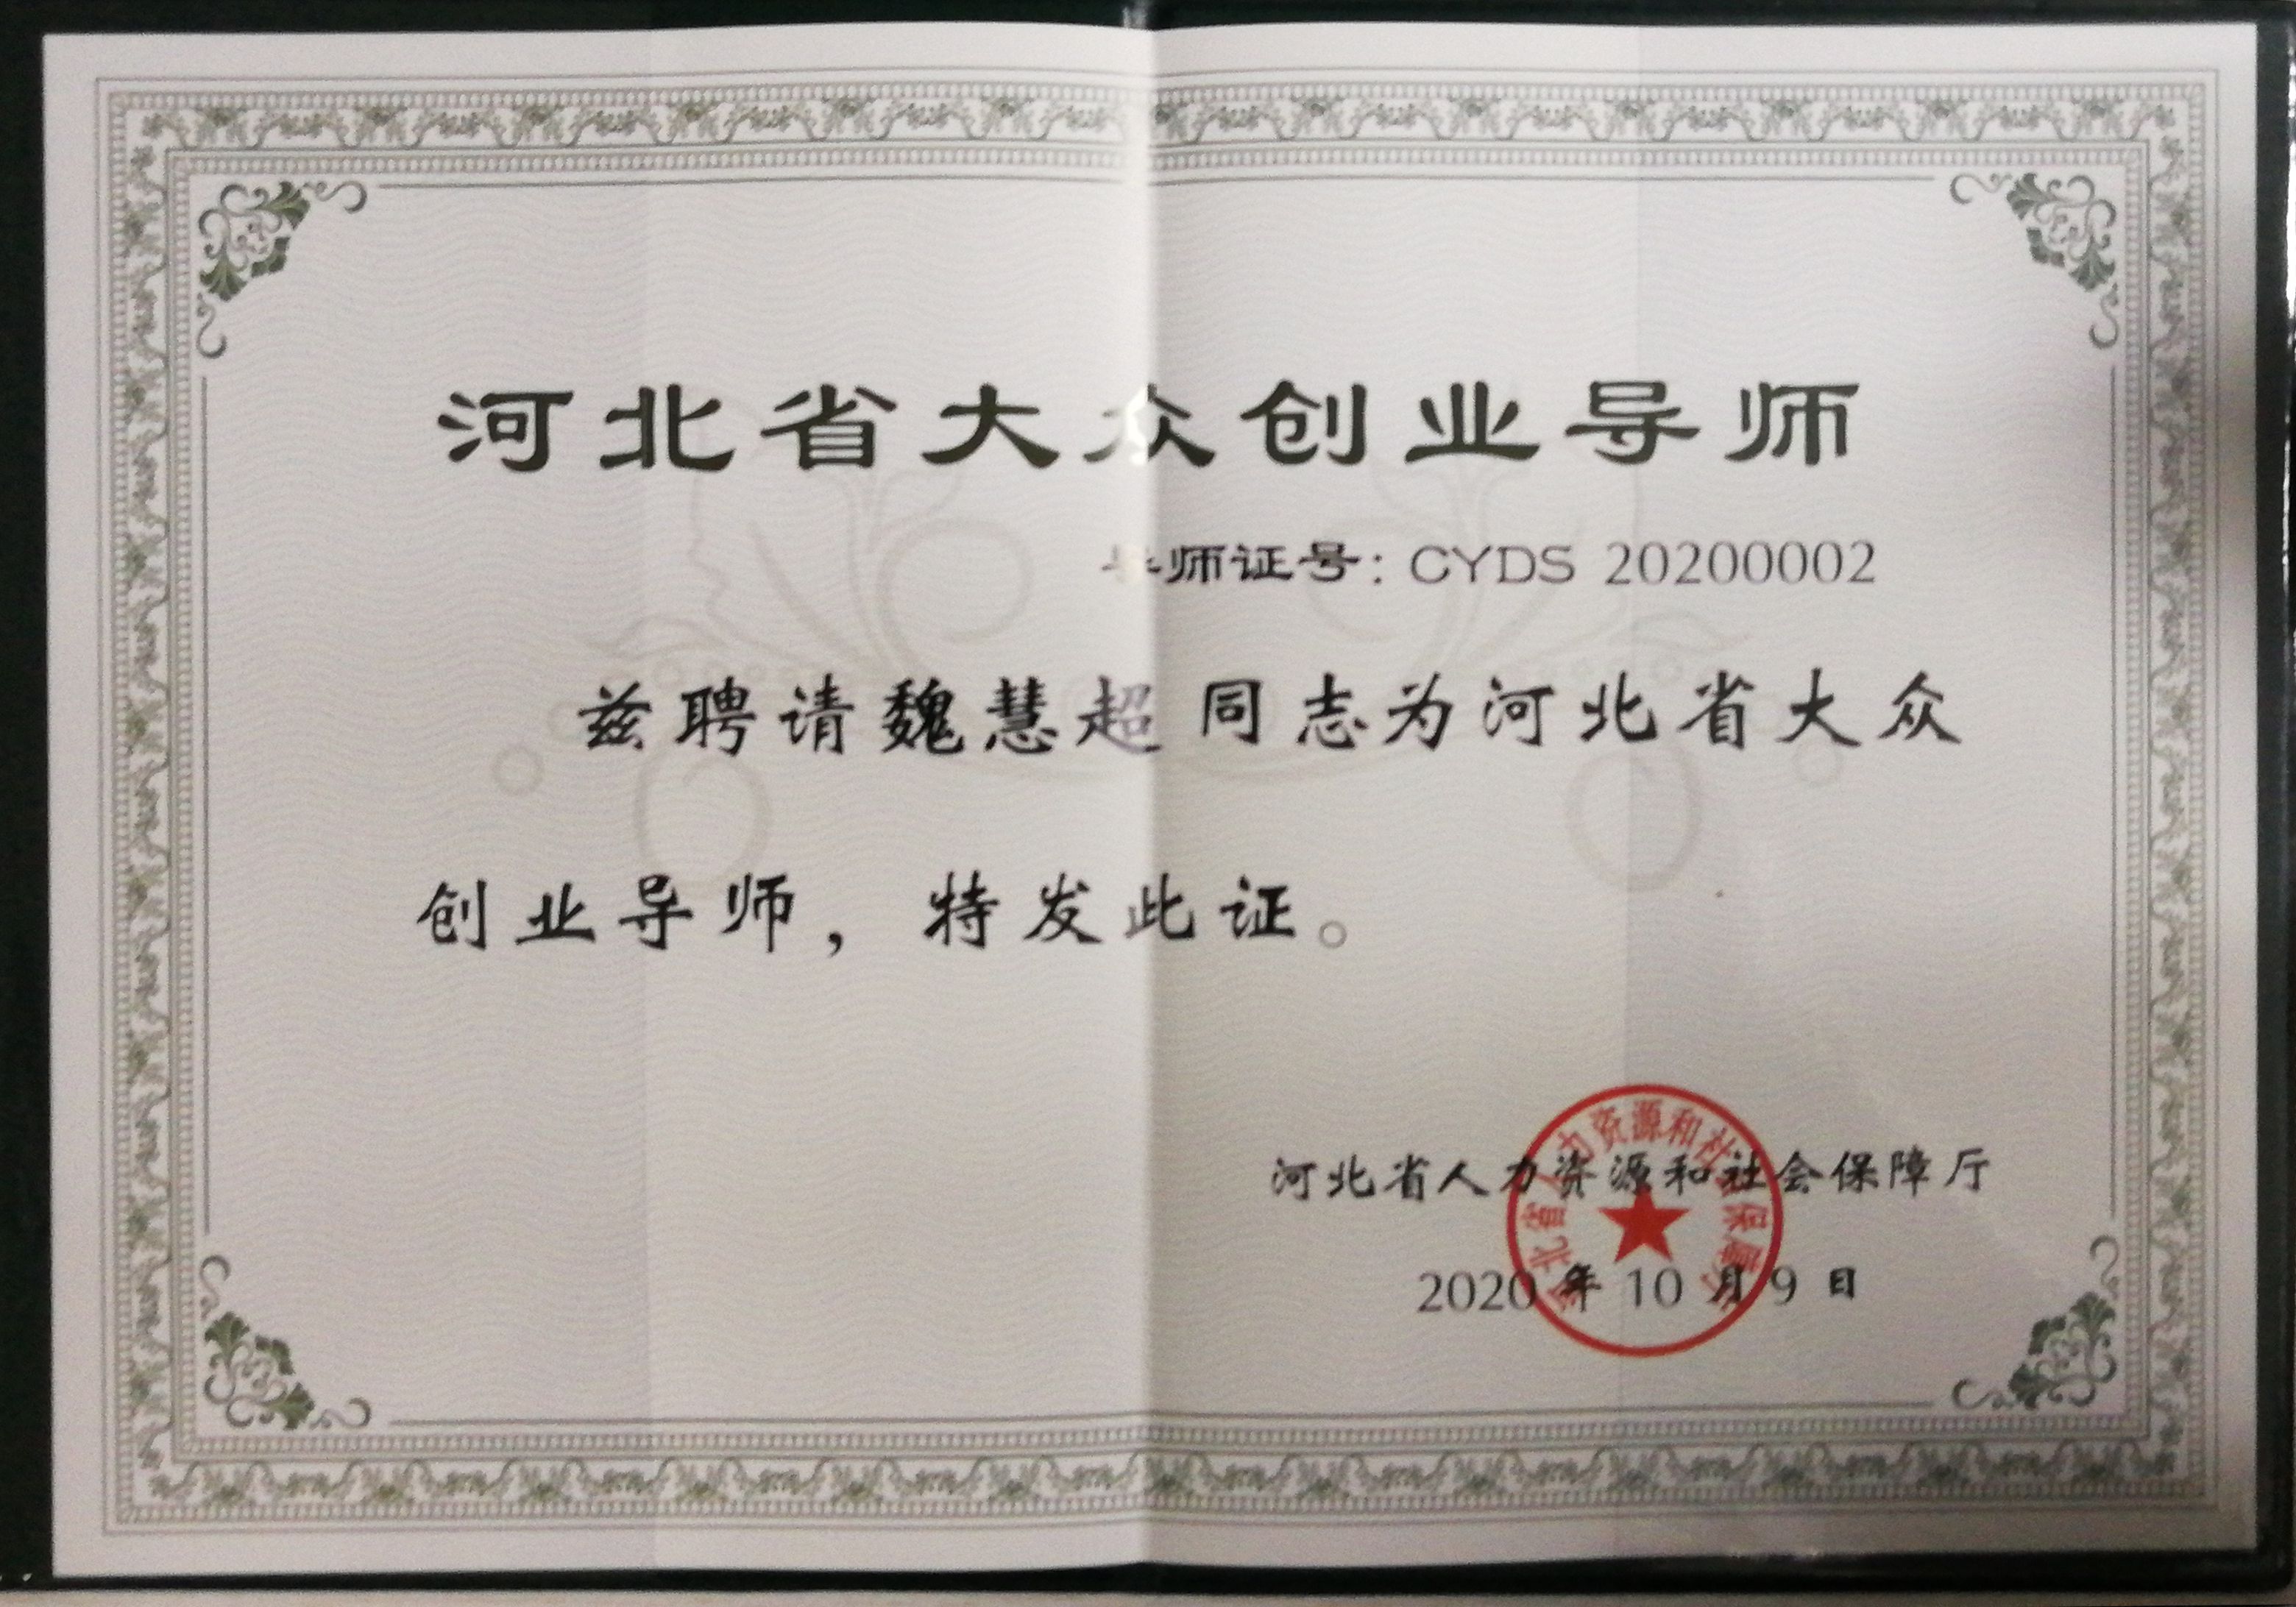 河北省大众创业导师
导师证号：CYDS 20200002
兹聘请魏慧超同志为河北省大众
创业导师，特发此证。
河北省人力资源和社会保障厅
2020年10月9日